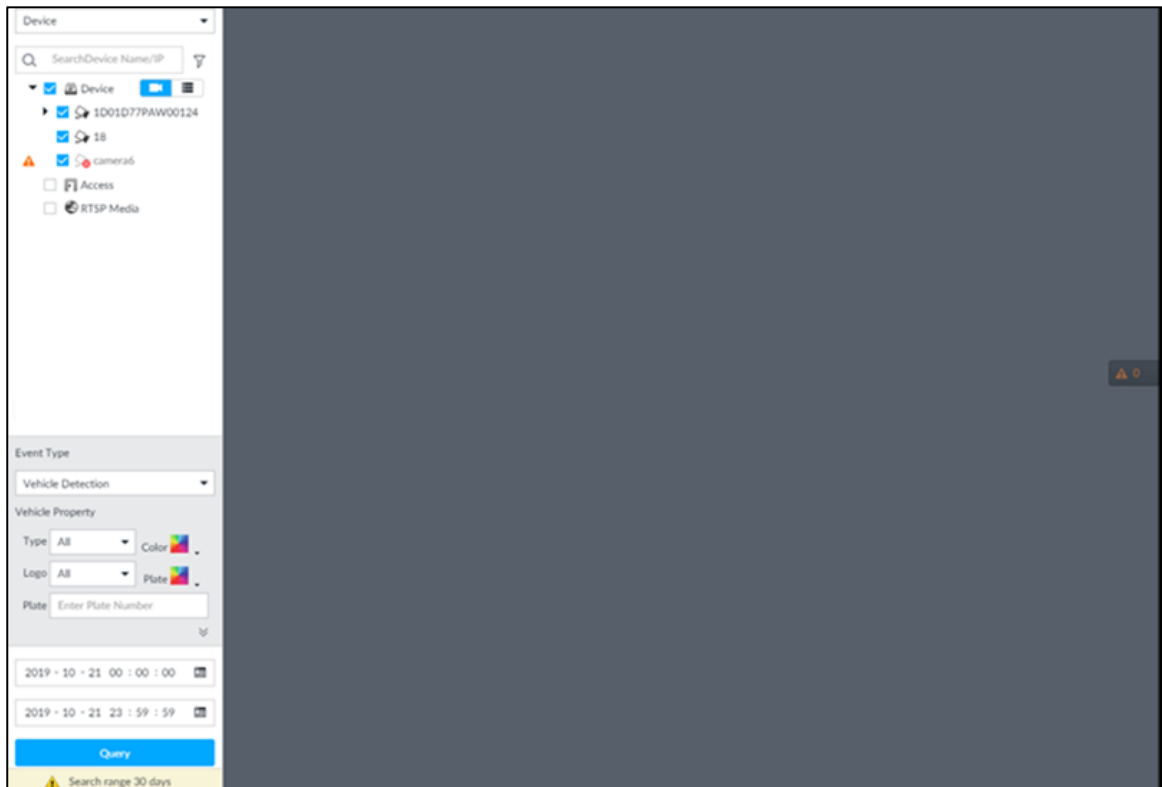 Device
SearchDevice Name/IP
Device
1D01D77PAW00124
18
camera6
Access
RTSP Media
0
Event Type
Vehicle Detection
Vehicle Property
Type All Color
Logo All Plate
Plate Enter Plate Number
2019 - 10 - 21 00 : 00 : 00
2019 - 10 - 21 23 : 59 : 59
Query
Search range 30 days